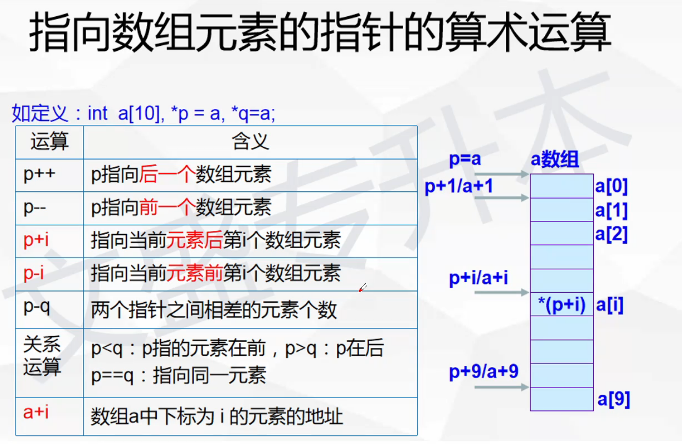 指向数组元素的指针的算术运算
如定义：int a[10], *p = a, *q=a;
运算 含义
p++ p指向后一个数组元素
p-- p指向前一个数组元素
p+i 指向当前元素后第i个数组元素
p-i 指向当前元素前第i个数组元素
p-q 两个指针之间相差的元素个数
关系
运算
p<q：p指的元素在前，p>q：p在后
p==q：指向同一元素
a+i 数组a中下标为 i 的元素的地址
p=a a数组
p+1/a+1 a[0]
a[1]
a[2]
p+i/a+i
*(p+i) a[i]
p+9/a+9
a[9]
文盛专升本